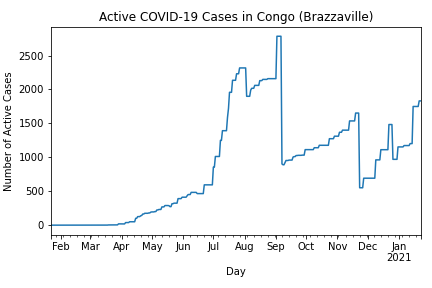 Active COVID-19 Cases in Congo (Brazzaville)
Number of Active Cases
2500
2000
1500
1000
500
0
Feb Mar Apr May Jun Jul Aug Sep Oct Nov Dec Jan
2021
Day